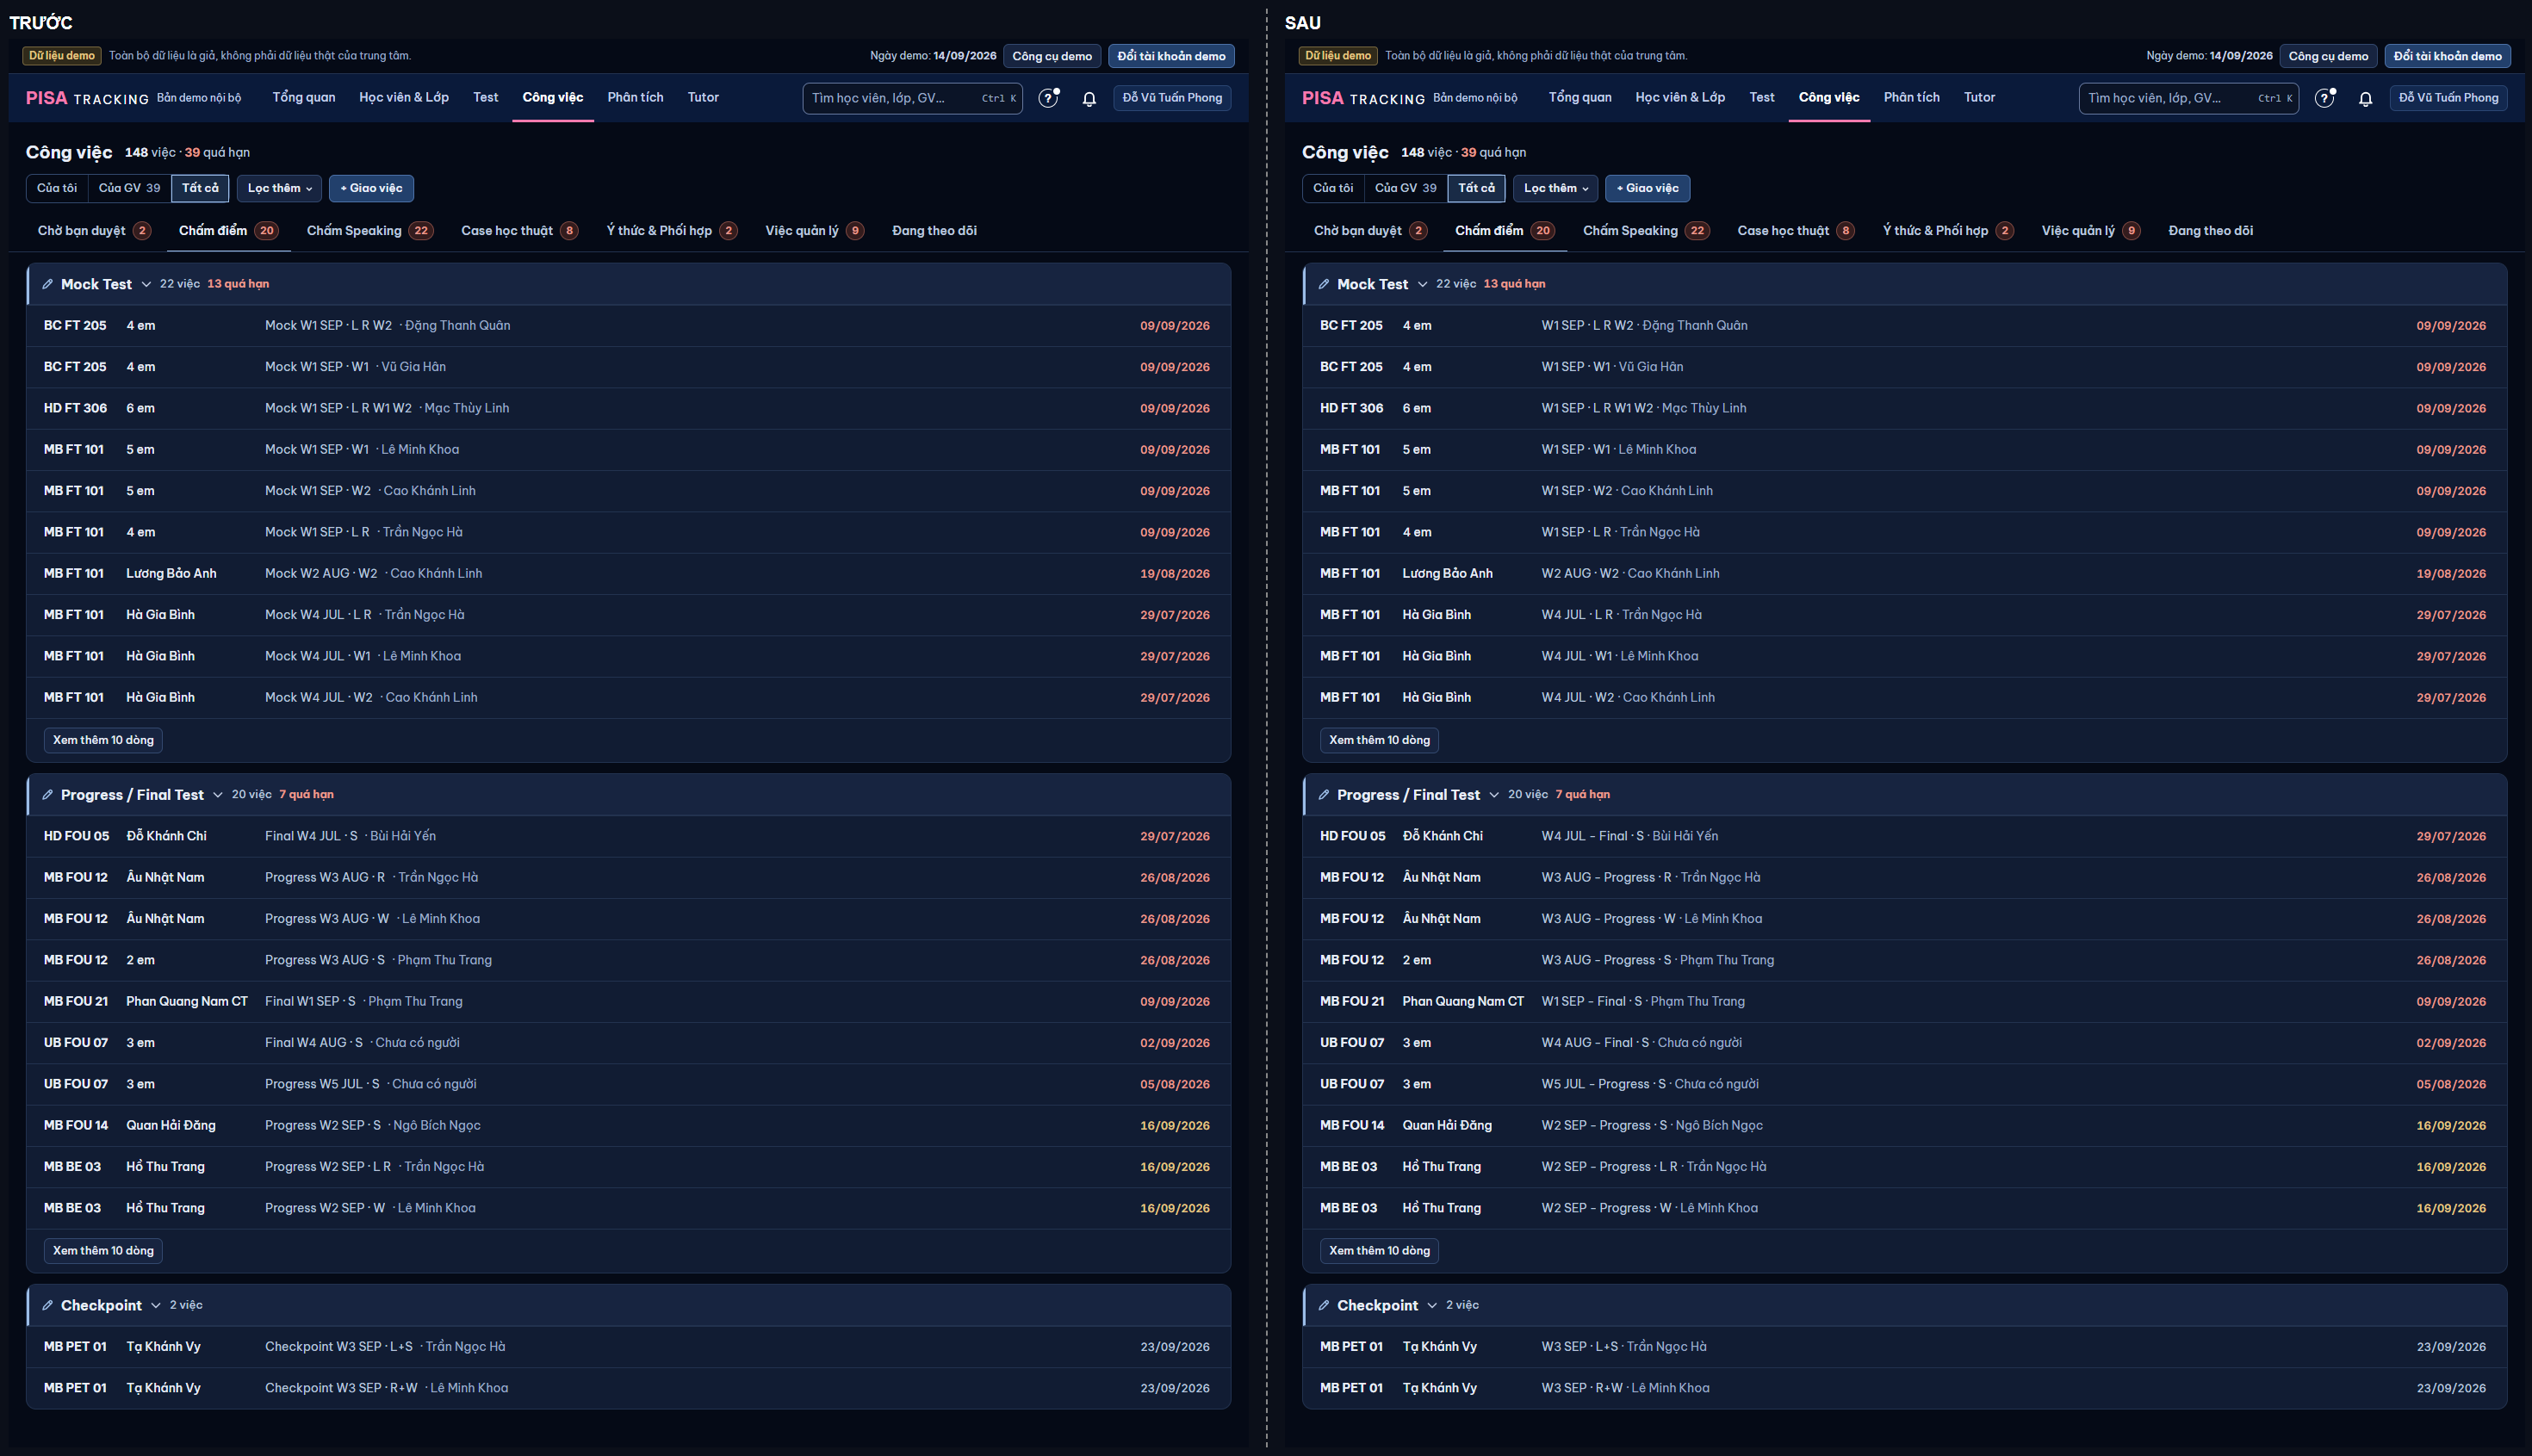 TRƯỚC
Dữ liệu demo Toàn bộ dữ liệu là giả, không phải dữ liệu thật của trung tâm. Ngày demo: 14/09/2026 Công cụ demo Đổi tài khoản demo
PISA TRACKING Bản demo nội bộ Tổng quan Học viên & Lớp Test Công việc Phân tích Tutor Tìm học viên, lớp, GV... Ctrl K ? Đỗ Vũ Tuấn Phong
Công việc 148 việc · 39 quá hạn
Của tôi Của GV 39 Tất cả Lọc thêm + Giao việc
Chờ bạn duyệt 2 Chấm điểm 20 Chấm Speaking 22 Case học thuật 8 Ý thức & Phối hợp 2 Việc quản lý 9 Đang theo dõi
Mock Test 22 việc 13 quá hạn
BC FT 205 4 em Mock W1 SEP · L R W2 · Đặng Thanh Quân 09/09/2026
BC FT 205 4 em Mock W1 SEP · W1 · Vũ Gia Hân 09/09/2026
HD FT 306 6 em Mock W1 SEP · L R W1 W2 · Mạc Thùy Linh 09/09/2026
MB FT 101 5 em Mock W1 SEP · W1 · Lê Minh Khoa 09/09/2026
MB FT 101 5 em Mock W1 SEP · W2 · Cao Khánh Linh 09/09/2026
MB FT 101 4 em Mock W1 SEP · L R · Trần Ngọc Hà 09/09/2026
MB FT 101 Lương Bảo Anh Mock W2 AUG · W2 · Cao Khánh Linh 19/08/2026
MB FT 101 Hà Gia Bình Mock W4 JUL · L R · Trần Ngọc Hà 29/07/2026
MB FT 101 Hà Gia Bình Mock W4 JUL · W1 · Lê Minh Khoa 29/07/2026
MB FT 101 Hà Gia Bình Mock W4 JUL · W2 · Cao Khánh Linh 29/07/2026
Xem thêm 10 dòng
Progress / Final Test 20 việc 7 quá hạn
HD FOU 05 Đỗ Khánh Chi Final W4 JUL · S · Bùi Hải Yến 29/07/2026
MB FOU 12 Âu Nhật Nam Progress W3 AUG · R · Trần Ngọc Hà 26/08/2026
MB FOU 12 Âu Nhật Nam Progress W3 AUG · W · Lê Minh Khoa 26/08/2026
MB FOU 12 2 em Progress W3 AUG · S · Phạm Thu Trang 26/08/2026
MB FOU 21 Phan Quang Nam CT Final W1 SEP · S · Phạm Thu Trang 09/09/2026
UB FOU 07 3 em Final W4 AUG · S · Chưa có người 02/09/2026
UB FOU 07 3 em Progress W5 JUL · S · Chưa có người 05/08/2026
MB FOU 14 Quan Hải Đăng Progress W2 SEP · S · Ngô Bích Ngọc 16/09/2026
MB BE 03 Hồ Thu Trang Progress W2 SEP · L R · Trần Ngọc Hà 16/09/2026
MB BE 03 Hồ Thu Trang Progress W2 SEP · W · Lê Minh Khoa 16/09/2026
Xem thêm 10 dòng
Checkpoint 2 việc
MB PET 01 Tạ Khánh Vy Checkpoint W3 SEP · L+S · Trần Ngọc Hà 23/09/2026
MB PET 01 Tạ Khánh Vy Checkpoint W3 SEP · R+W · Lê Minh Khoa 23/09/2026
SAU
Dữ liệu demo Toàn bộ dữ liệu là giả, không phải dữ liệu thật của trung tâm. Ngày demo: 14/09/2026 Công cụ demo Đổi tài khoản demo
PISA TRACKING Bản demo nội bộ Tổng quan Học viên & Lớp Test Công việc Phân tích Tutor Tìm học viên, lớp, GV... Ctrl K ? Đỗ Vũ Tuấn Phong
Công việc 148 việc · 39 quá hạn
Của tôi Của GV 39 Tất cả Lọc thêm + Giao việc
Chờ bạn duyệt 2 Chấm điểm 20 Chấm Speaking 22 Case học thuật 8 Ý thức & Phối hợp 2 Việc quản lý 9 Đang theo dõi
Mock Test 22 việc 13 quá hạn
BC FT 205 4 em W1 SEP · L R W2 · Đặng Thanh Quân 09/09/2026
BC FT 205 4 em W1 SEP · W1 · Vũ Gia Hân 09/09/2026
HD FT 306 6 em W1 SEP · L R W1 W2 · Mạc Thùy Linh 09/09/2026
MB FT 101 5 em W1 SEP · W1 · Lê Minh Khoa 09/09/2026
MB FT 101 5 em W1 SEP · W2 · Cao Khánh Linh 09/09/2026
MB FT 101 4 em W1 SEP · L R · Trần Ngọc Hà 09/09/2026
MB FT 101 Lương Bảo Anh W2 AUG · W2 · Cao Khánh Linh 19/08/2026
MB FT 101 Hà Gia Bình W4 JUL · L R · Trần Ngọc Hà 29/07/2026
MB FT 101 Hà Gia Bình W4 JUL · W1 · Lê Minh Khoa 29/07/2026
MB FT 101 Hà Gia Bình W4 JUL · W2 · Cao Khánh Linh 29/07/2026
Xem thêm 10 dòng
Progress / Final Test 20 việc 7 quá hạn
HD FOU 05 Đỗ Khánh Chi W4 JUL - Final · S · Bùi Hải Yến 29/07/2026
MB FOU 12 Âu Nhật Nam W3 AUG - Progress · R · Trần Ngọc Hà 26/08/2026
MB FOU 12 Âu Nhật Nam W3 AUG - Progress · W · Lê Minh Khoa 26/08/2026
MB FOU 12 2 em W3 AUG - Progress · S · Phạm Thu Trang 26/08/2026
MB FOU 21 Phan Quang Nam CT W1 SEP - Final · S · Phạm Thu Trang 09/09/2026
UB FOU 07 3 em W4 AUG - Final · S · Chưa có người 02/09/2026
UB FOU 07 3 em W5 JUL - Progress · S · Chưa có người 05/08/2026
MB FOU 14 Quan Hải Đăng W2 SEP - Progress · S · Ngô Bích Ngọc 16/09/2026
MB BE 03 Hồ Thu Trang W2 SEP - Progress · L R · Trần Ngọc Hà 16/09/2026
MB BE 03 Hồ Thu Trang W2 SEP - Progress · W · Lê Minh Khoa 16/09/2026
Xem thêm 10 dòng
Checkpoint 2 việc
MB PET 01 Tạ Khánh Vy W3 SEP · L+S · Trần Ngọc Hà 23/09/2026
MB PET 01 Tạ Khánh Vy W3 SEP · R+W · Lê Minh Khoa 23/09/2026